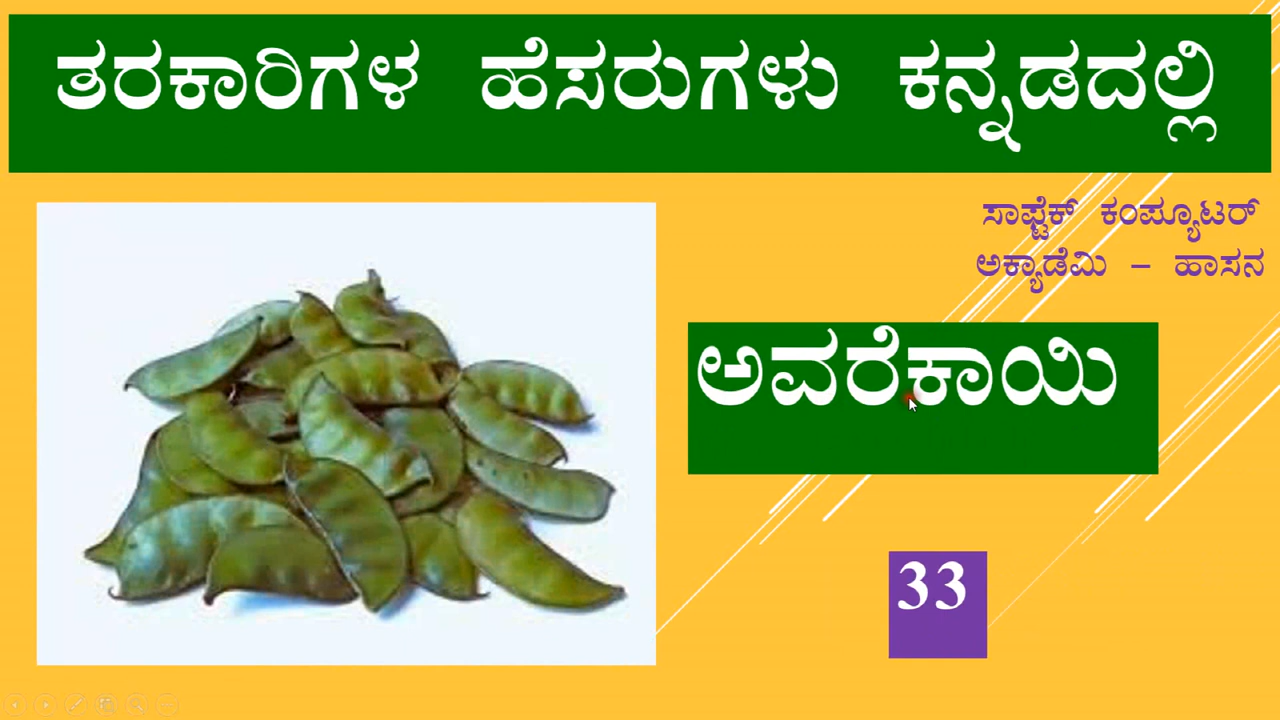 ತರಕಾರಿಗಳ ಹೆಸರುಗಳು ಕನ್ನಡದಲ್ಲಿ
ಸಾಫ್ಟೆಕ್ ಕಂಪ್ಯೂಟರ್
ಅಕ್ಯಾಡೆಮಿ – ಹಾಸನ
ಅವರೆಕಾಯಿ
33